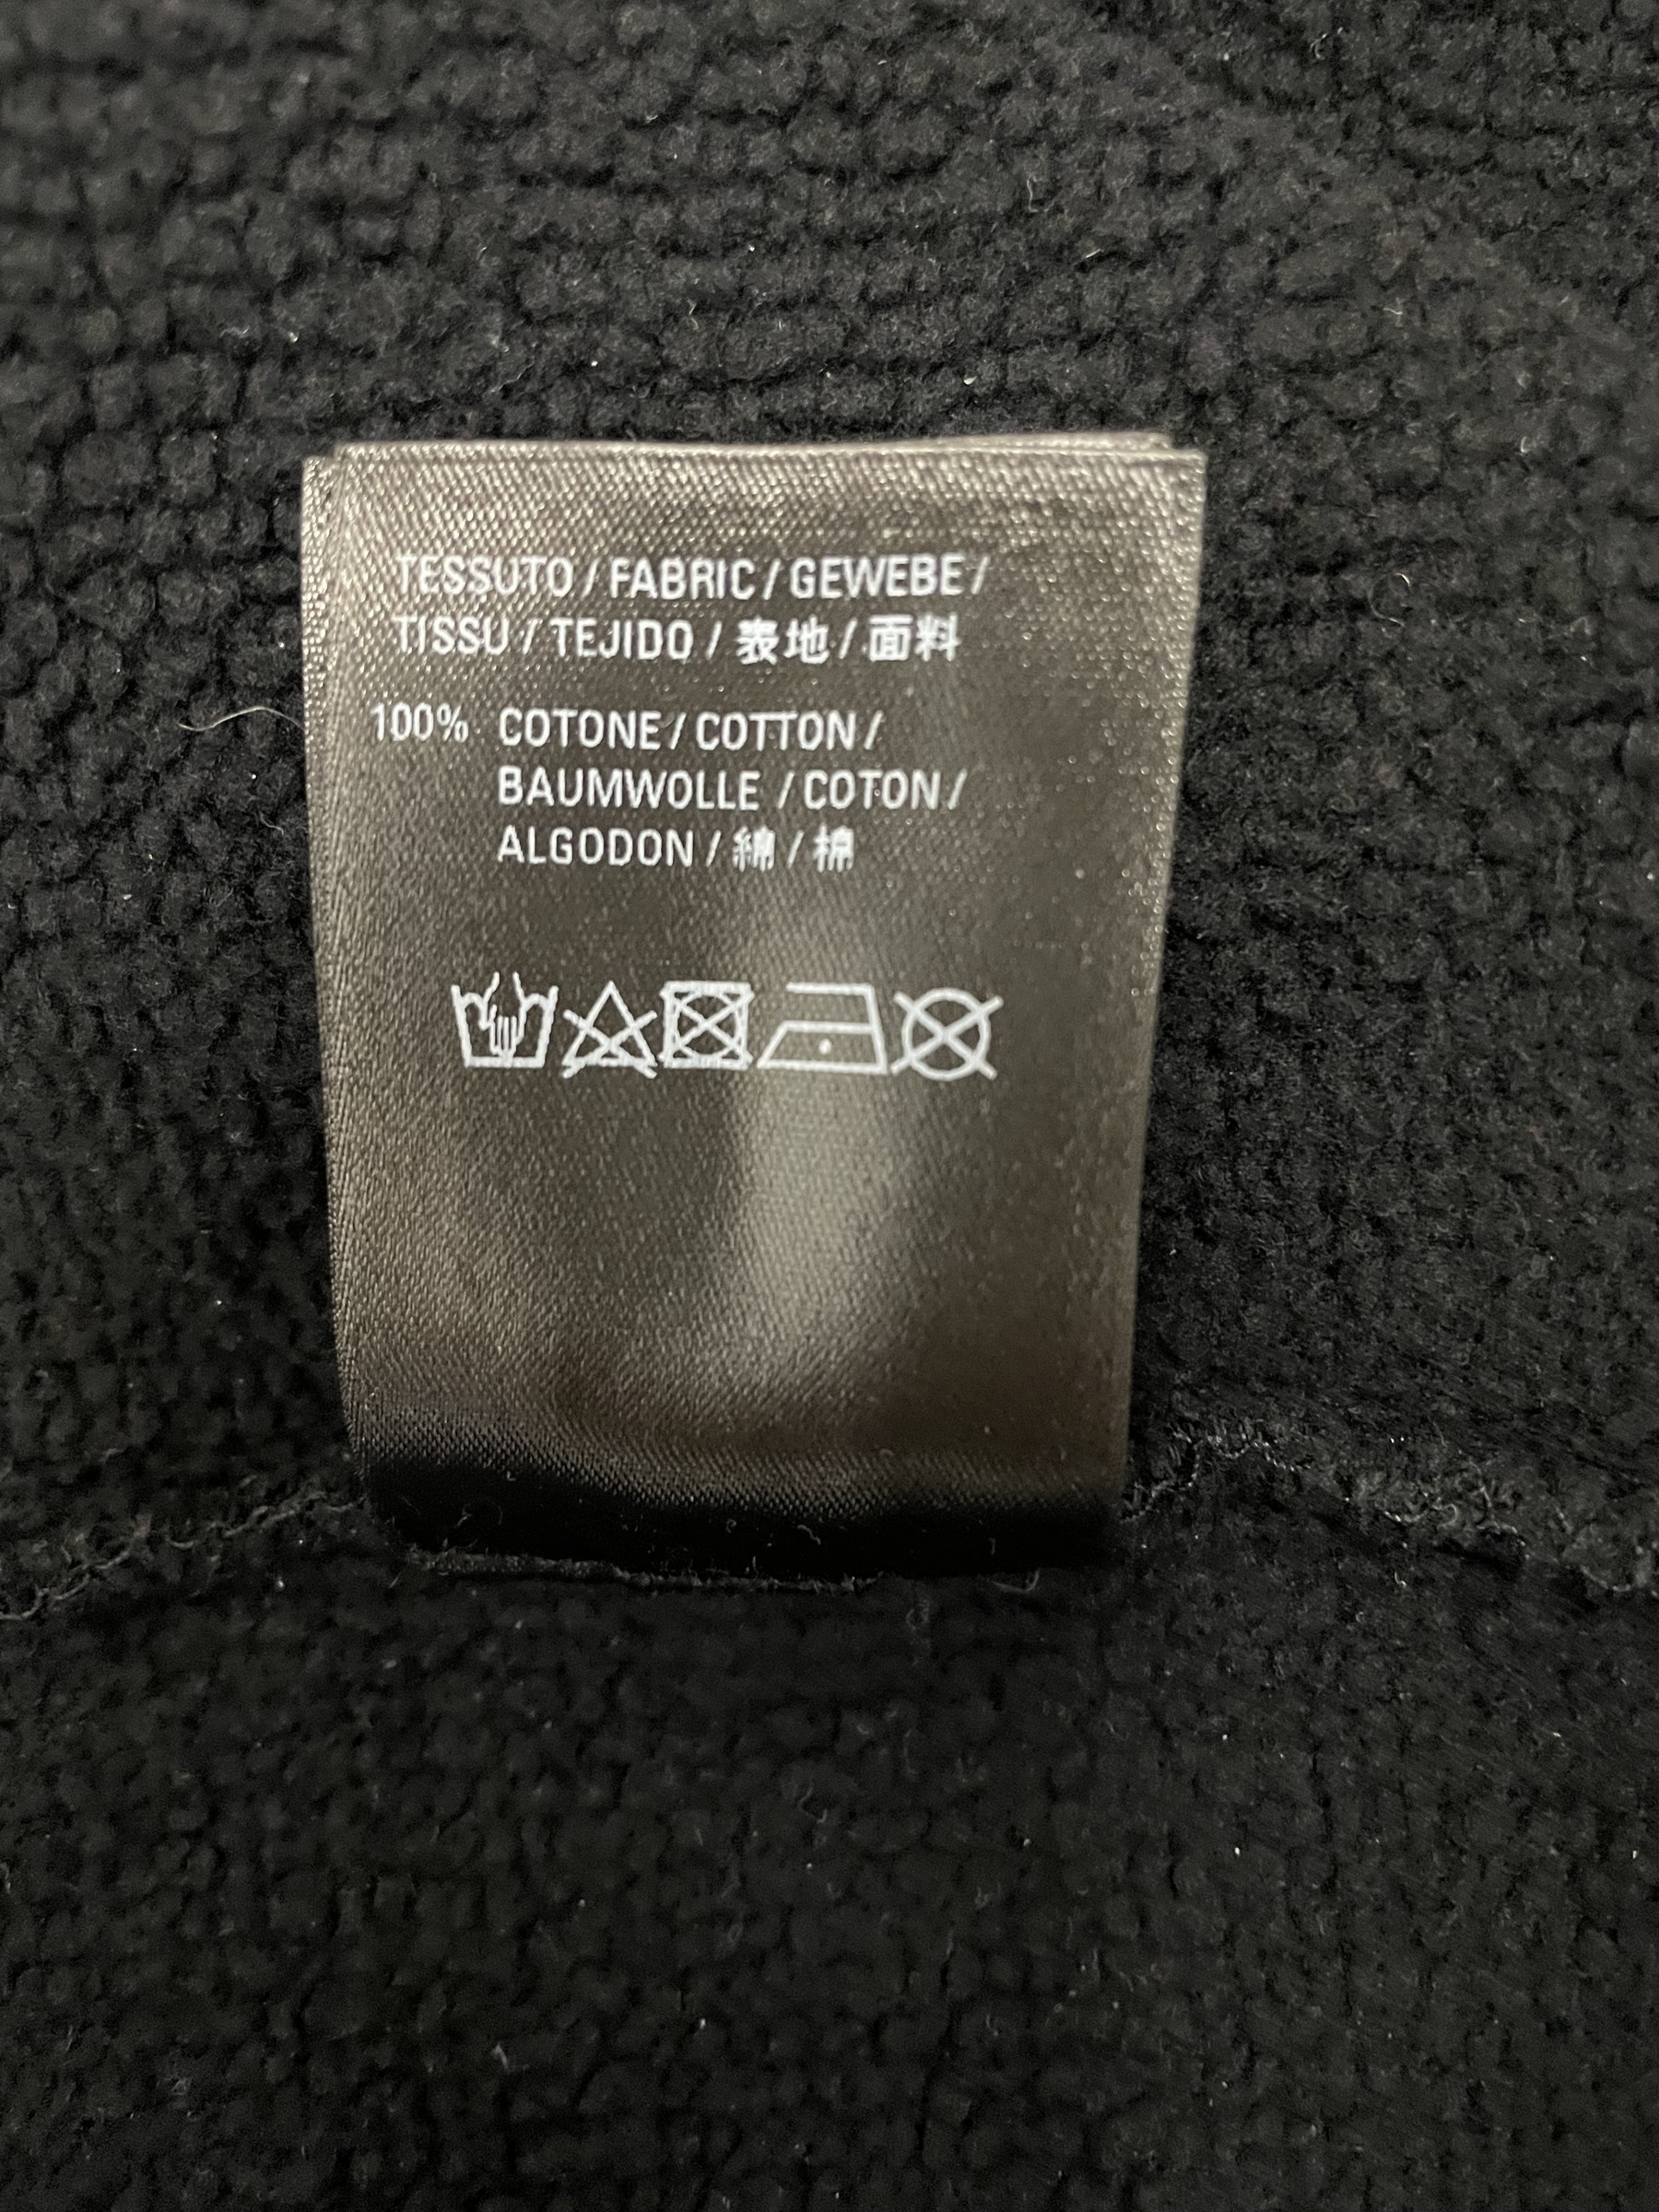 TESSUTO / FABRIC / GEWEBE /
TISSU / TEJIDO / 表地 / 面料
100% COTONE / COTTON /
BAUMWOLLE / COTON /
ALGODON / 綿 / 棉